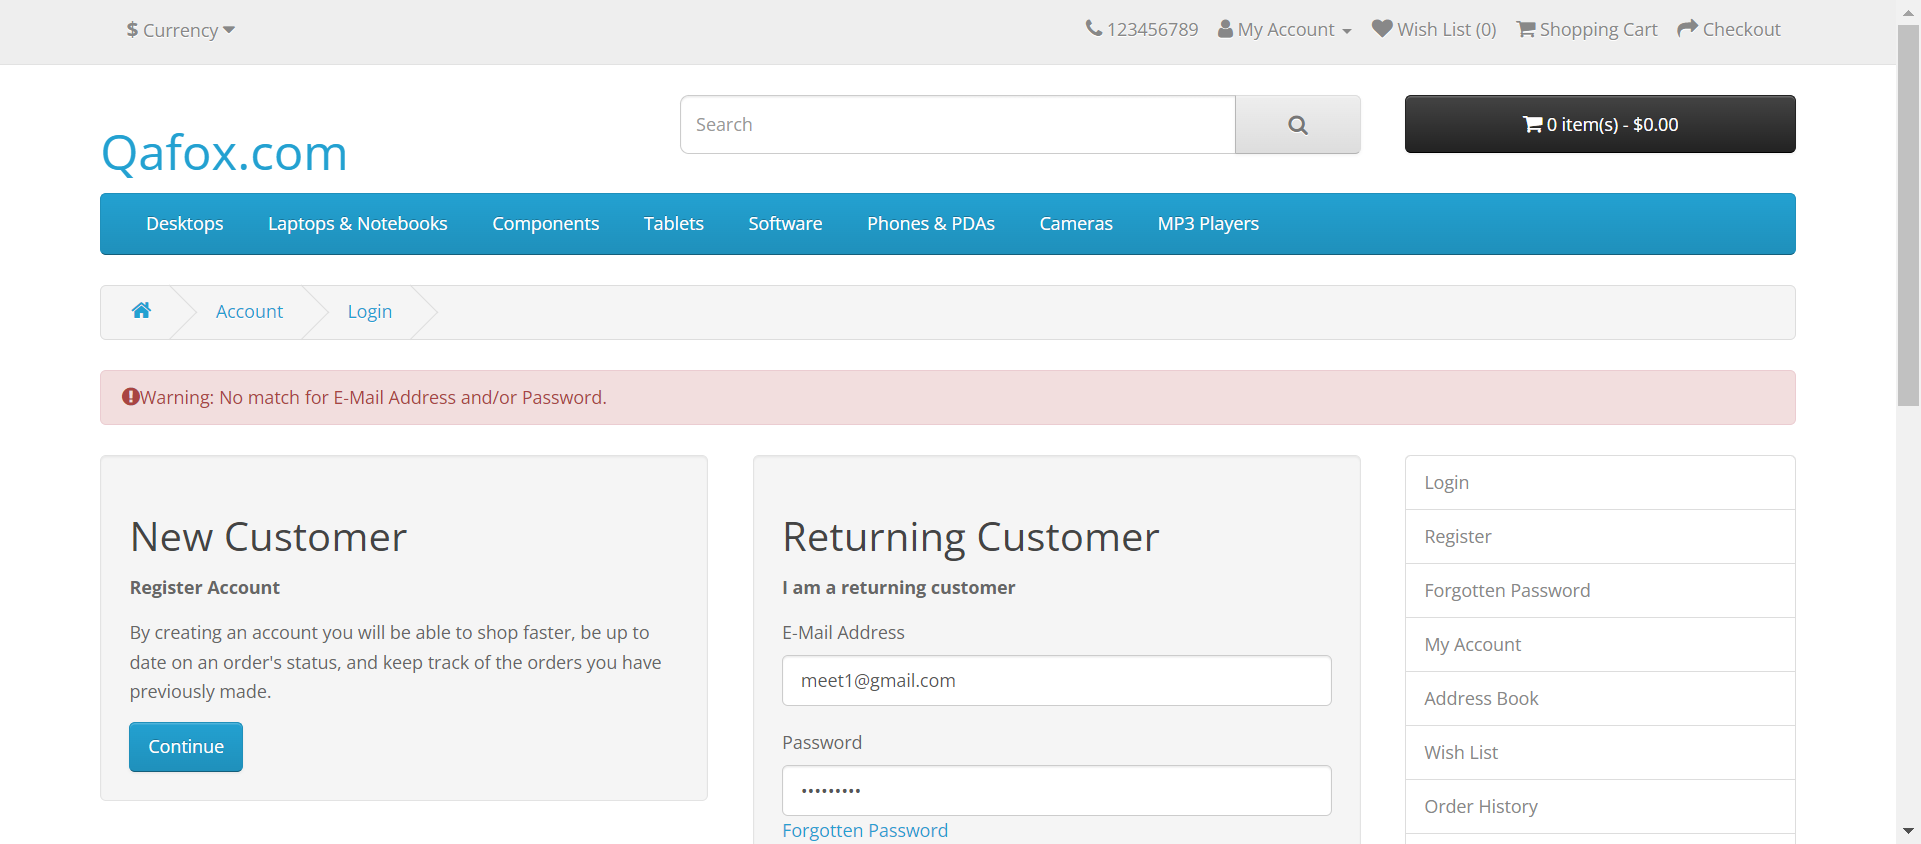 $ Currency
123456789 My Account Wish List (0) Shopping Cart Checkout
Qafox.com
Search
0 item(s) - $0.00
Desktops Laptops & Notebooks Components Tablets Software Phones & PDAs Cameras MP3 Players
Account Login
Warning: No match for E-Mail Address and/or Password.
New Customer
Register Account
By creating an account you will be able to shop faster, be up to
date on an order's status, and keep track of the orders you have
previously made.
Continue
Returning Customer
I am a returning customer
E-Mail Address
meet1@gmail.com
Password
•••••••••
Forgotten Password
Login
Register
Forgotten Password
My Account
Address Book
Wish List
Order History